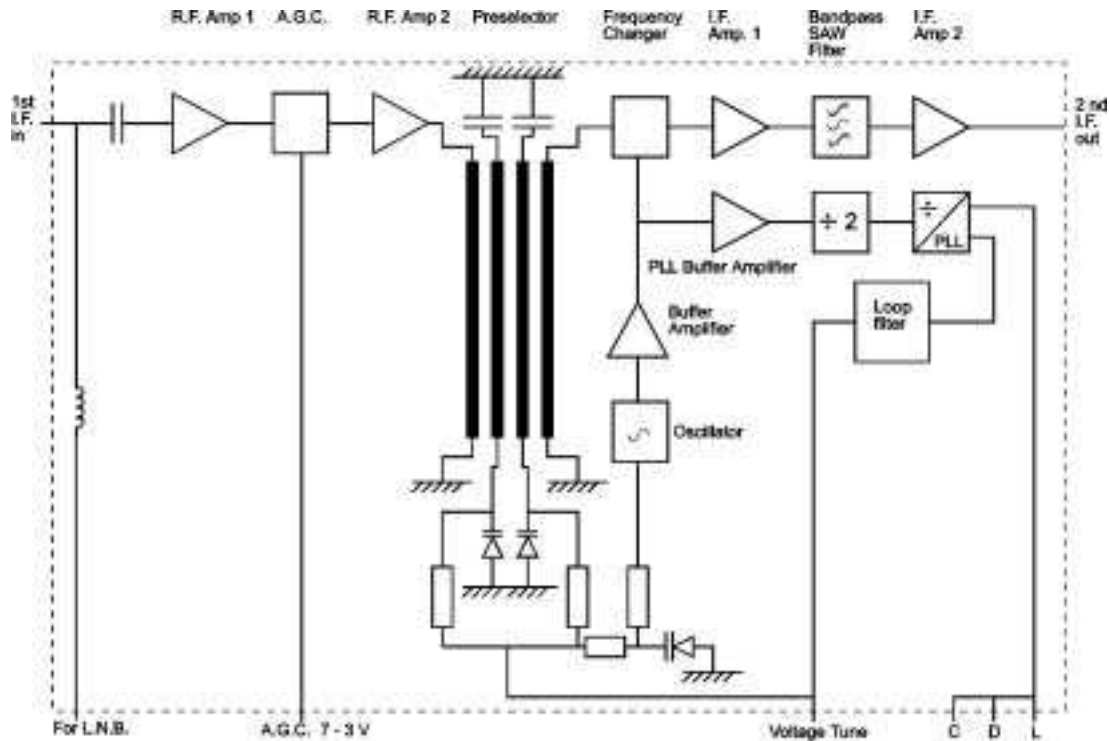 R.F. Amp 1
A.G.C.
R.F. Amp 2
Preselector
Frequency
Changer
I.F.
Amp. 1
Bandpass
SAW
Filter
I.F.
Amp 2
1st
I.F.
in
2 nd
I.F.
out
÷ 2
÷
PLL
PLL Buffer Amplifier
Loop
filter
Buffer
Amplifier
Oscillator
For L.N.B.
A.G.C. 7 - 3 V
Voltage Tune
C
D
L